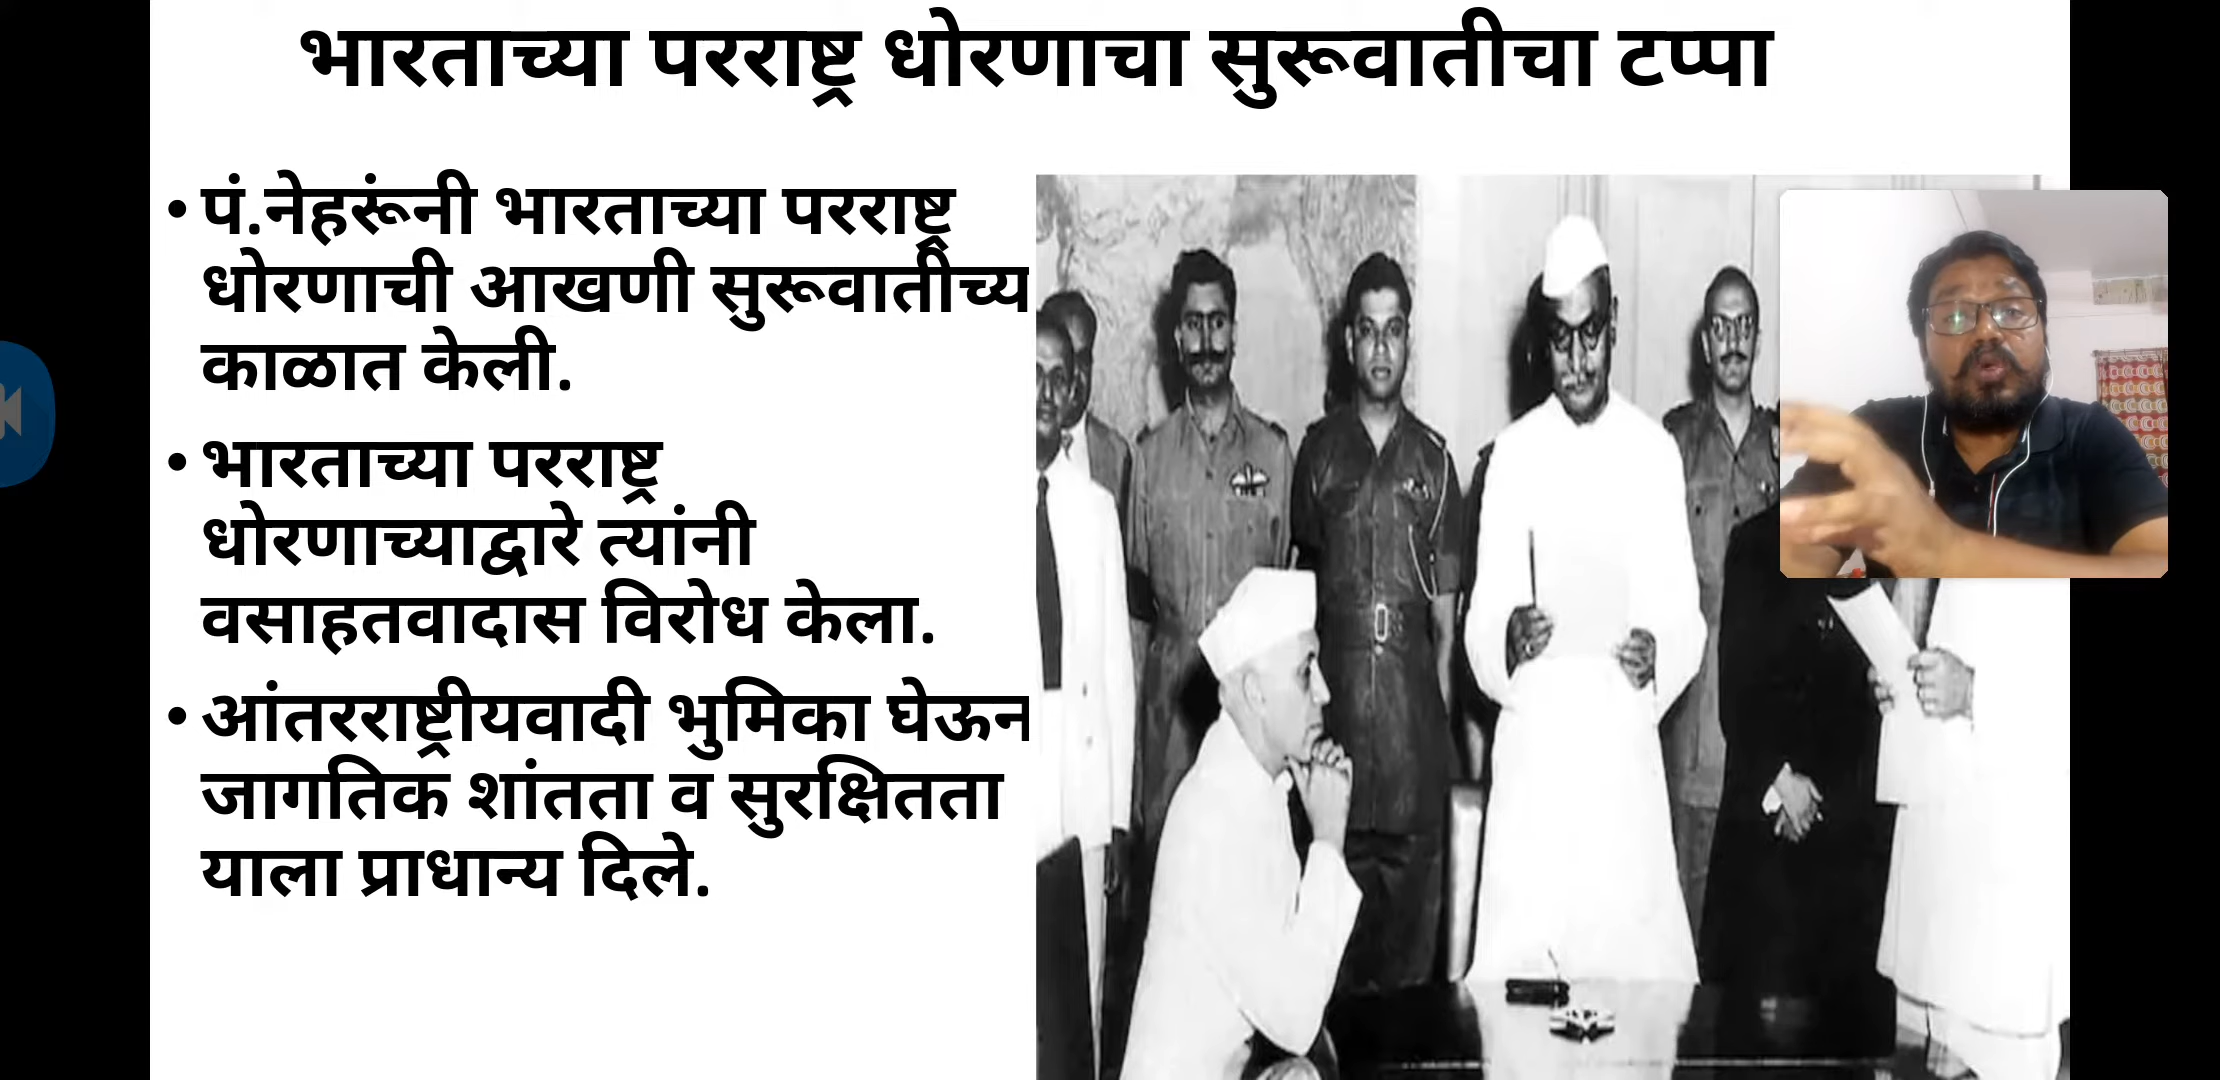 भारताच्या परराष्ट्र धोरणाचा सुरूवातीचा टप्पा
• पं.नेहरूंनी भारताच्या परराष्ट्र
धोरणाची आखणी सुरूवातीच्य
काळात केली.
• भारताच्या परराष्ट्र
धोरणाच्याद्वारे त्यांनी
वसाहतवादास विरोध केला.
• आंतरराष्ट्रीयवादी भुमिका घेऊन
जागतिक शांतता व सुरक्षितता
याला प्राधान्य दिले.